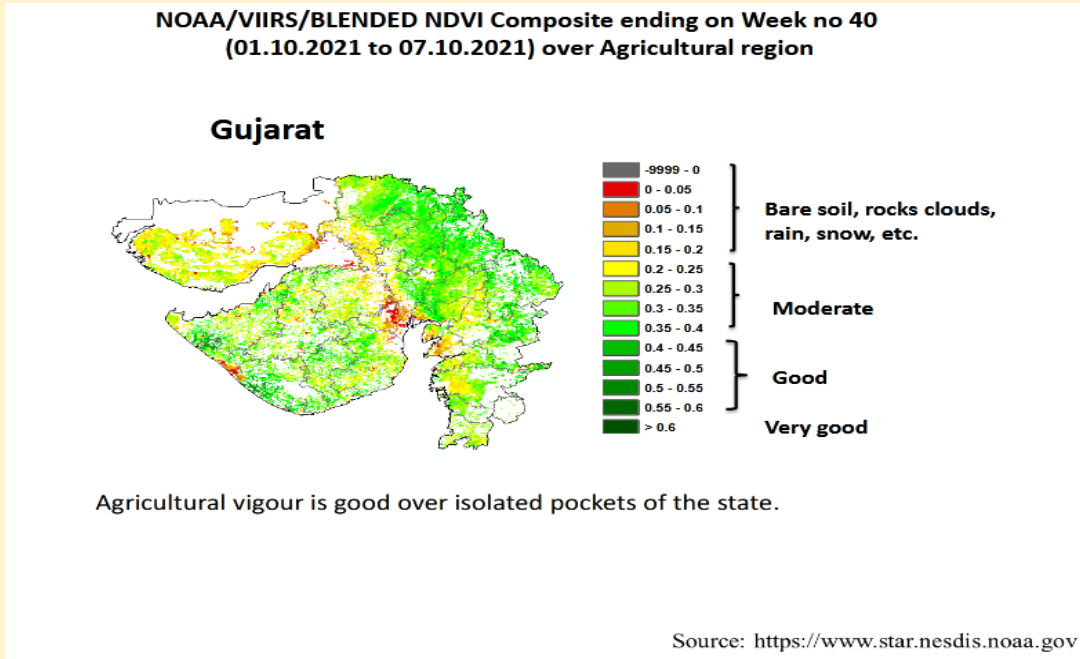 NOAA/VIIRS/BLENDED NDVI Composite ending on Week no 40
(01.10.2021 to 07.10.2021) over Agricultural region
Gujarat
-9999 - 0
0 - 0.05
0.05 - 0.1
0.1 - 0.15
0.15 - 0.2
0.2 - 0.25
0.25 - 0.3
0.3 - 0.35
0.35 - 0.4
0.4 - 0.45
0.45 - 0.5
0.5 - 0.55
0.55 - 0.6
> 0.6
Bare soil, rocks clouds,
rain, snow, etc.
Moderate
Good
Very good
Agricultural vigour is good over isolated pockets of the state.
Source: https://www.star.nesdis.noaa.gov